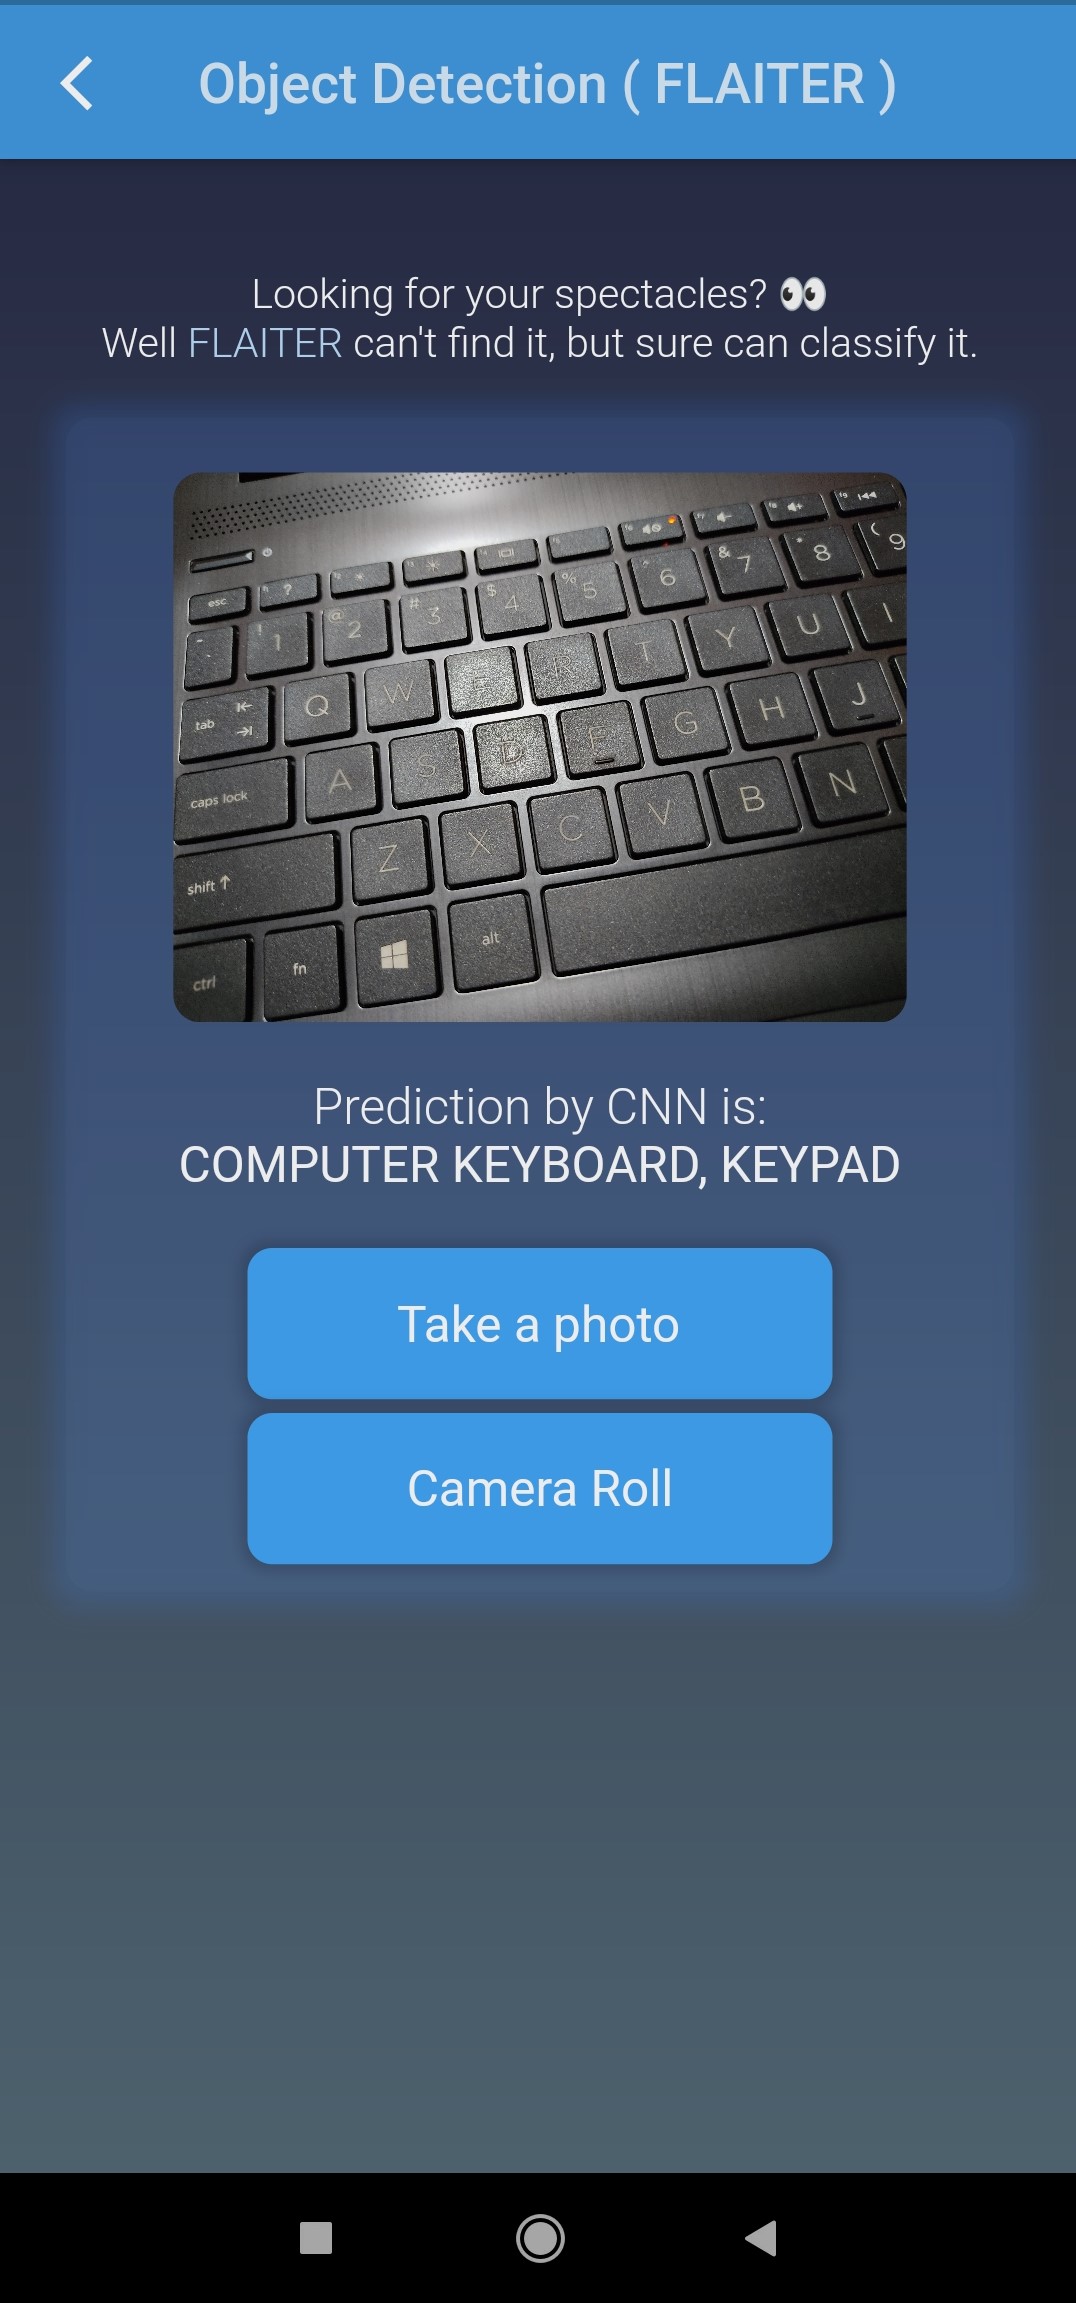 Object Detection ( FLAITER )
Looking for your spectacles? 👀
Well FLAITER can't find it, but sure can classify it.
esc ?
! 1 @ 2 # 3 $ 4 % 5 ^ 6 & 7 * 8 ( 9
tab Q W E R T Y U I
caps lock A S D F G H J
shift ↑ Z X C V B N
ctrl fn alt
Prediction by CNN is:
COMPUTER KEYBOARD, KEYPAD
Take a photo
Camera Roll